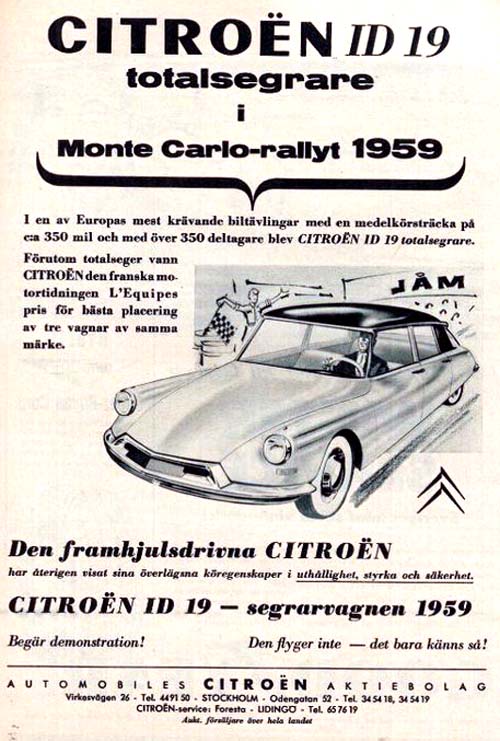 CITROËN ID 19
totalsegrare
i
Monte Carlo-rallyt 1959
I en av Europas mest krävande biltävlingar med en medelkörsträcka på
c:a 350 mil och med över 350 deltagare blev CITROËN ID 19 totalsegrare.
Förutom totalseger vann
CITROËN den franska mo-
tortidningen L'Equipes
pris för bästa placering
av tre vagnar av samma
märke.
MÅL
Den framhjulsdrivna CITROËN
har återigen visat sina överlägsna köregenskaper i uthållighet, styrka och säkerhet.
CITROËN ID 19 – segrarvagnen 1959
Begär demonstration!
Den flyger inte — det bara känns så!
AUTOMOBILES CITROËN AKTIEBOLAG
Virkesvägen 26 - Tel. 44 91 50 - STOCKHOLM - Odengatan 52 - Tel. 34 54 18, 34 54 19
CITROËN-service: Foresta - LIDINGÖ - Tel. 65 76 19
Aukt. försäljare över hela landet